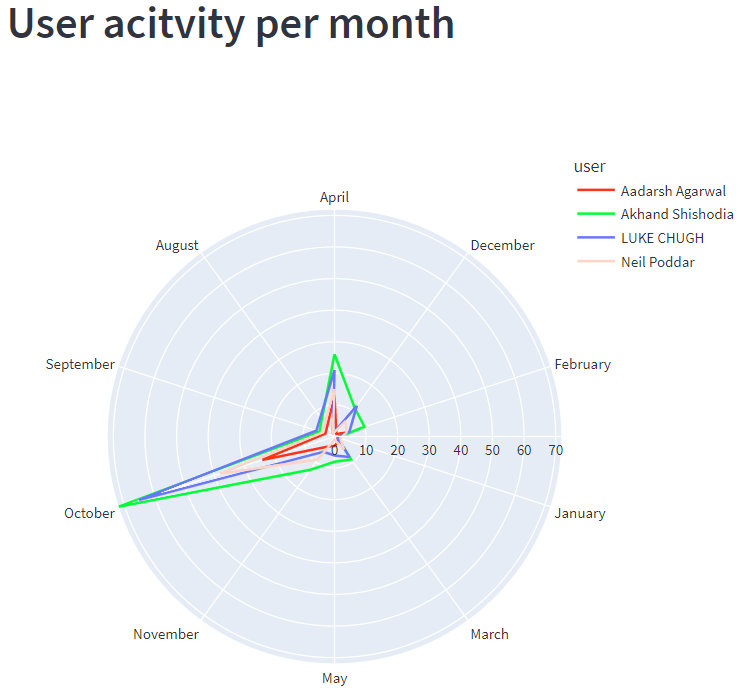 User acitvity per month
user
Aadarsh Agarwal
Akhand Shishodia
LUKE CHUGH
Neil Poddar
April
August
December
September
February
0 10 20 30 40 50 60 70
October
January
November
March
May